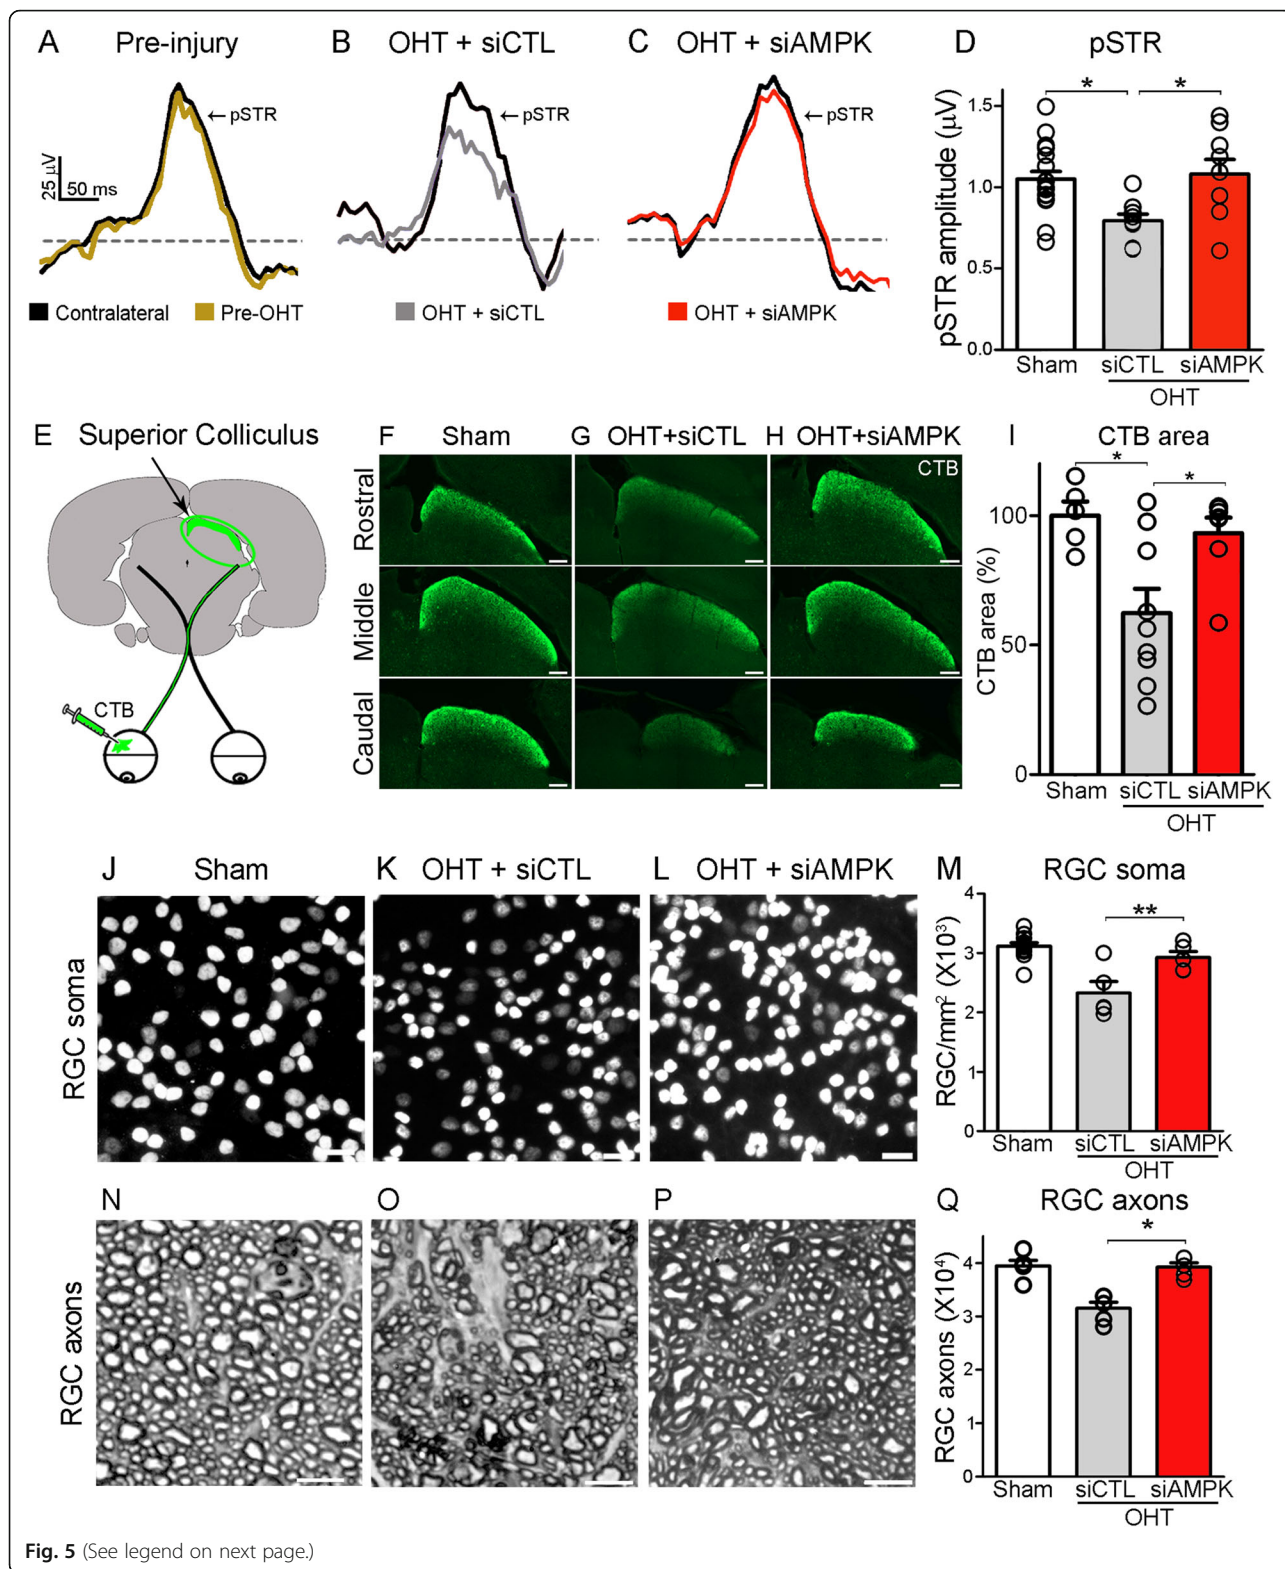 A Pre-injury
B OHT + siCTL
C OHT + siAMPK
D pSTR
←pSTR
←pSTR
←pSTR
25 µV
50 ms
Contralateral
Pre-OHT
OHT + siCTL
OHT + siAMPK
* *
pSTR amplitude (µV)
1.5
1.0
0.5
0.0
Sham siCTL siAMPK
OHT
E Superior Colliculus
CTB
F Sham
G OHT+siCTL
H OHT+siAMPK
CTB
Rostral
Middle
Caudal
I CTB area
* *
CTB area (%)
100
50
0
Sham siCTL siAMPK
OHT
J Sham
K OHT + siCTL
L OHT + siAMPK
RGC soma
M RGC soma
**
RGC/mm² (X10³)
4
3
2
1
0
Sham siCTL siAMPK
OHT
N
O
P
RGC axons
Q RGC axons
*
RGC axons (X10⁴)
4
3
2
1
0
Sham siCTL siAMPK
OHT
Fig. 5 (See legend on next page.)